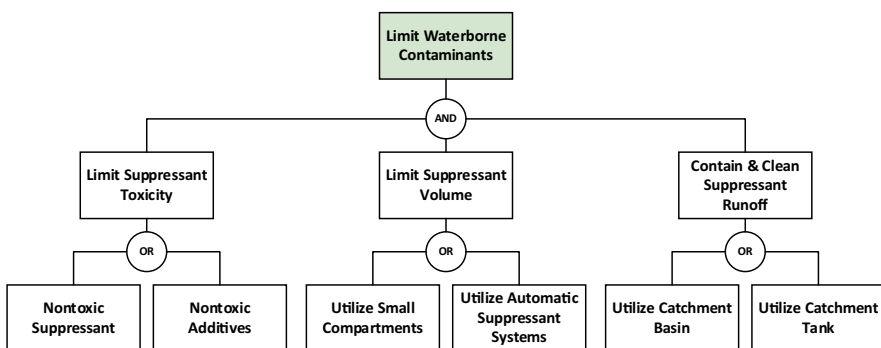 Limit Waterborne
Contaminants
AND
Limit Suppressant
Toxicity
Limit Suppressant
Volume
Contain & Clean
Suppressant
Runoff
OR
OR
OR
Nontoxic
Suppressant
Nontoxic
Additives
Utilize Small
Compartments
Utilize Automatic
Suppressant
Systems
Utilize Catchment
Basin
Utilize Catchment
Tank